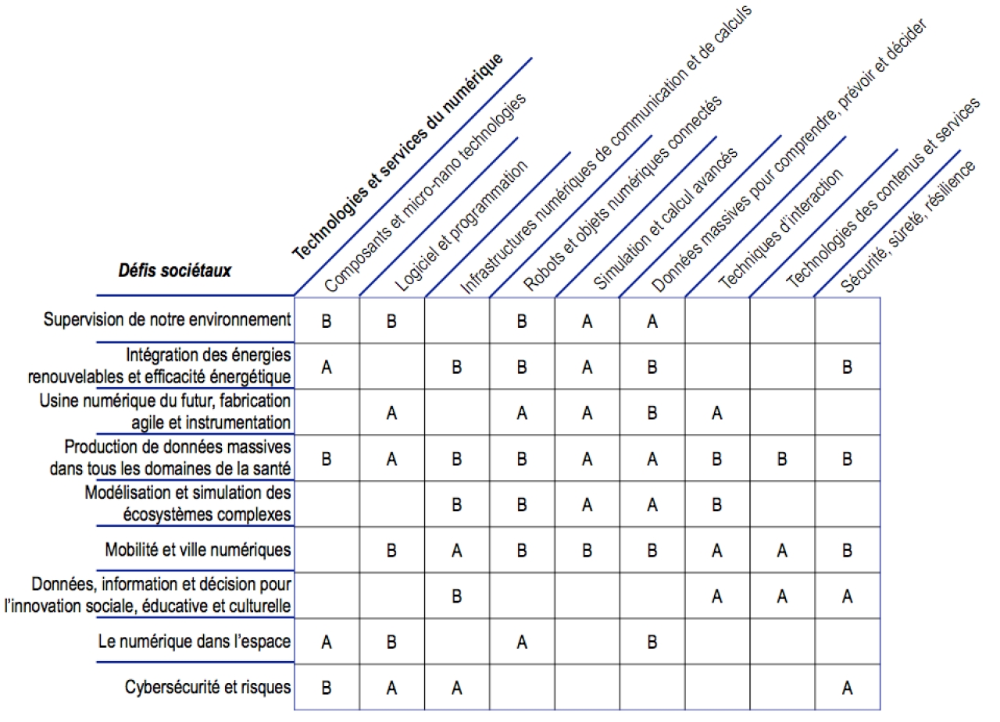 Technologies et services du numérique
Composants et micro-nano technologies
Logiciel et programmation
Infrastructures numériques de communication et de calculs
Robots et objets numériques connectés
Simulation et calcul avancés
Données massives pour comprendre, prévoir et décider
Techniques d'interaction
Technologies des contenus et services
Sécurité, sûreté, résilience
Défis sociétaux
Supervision de notre environnement B B B A A
Intégration des énergies
renouvelables et efficacité énergétique A B B A B B
Usine numérique du futur, fabrication
agile et instrumentation A A A B A
Production de données massives
dans tous les domaines de la santé B A B B A A B B B
Modélisation et simulation des
écosystèmes complexes B B A A B
Mobilité et ville numériques B A B B B A A B
Données, information et décision pour
l'innovation sociale, éducative et culturelle B A A A
Le numérique dans l'espace A B A B
Cybersécurité et risques B A A A